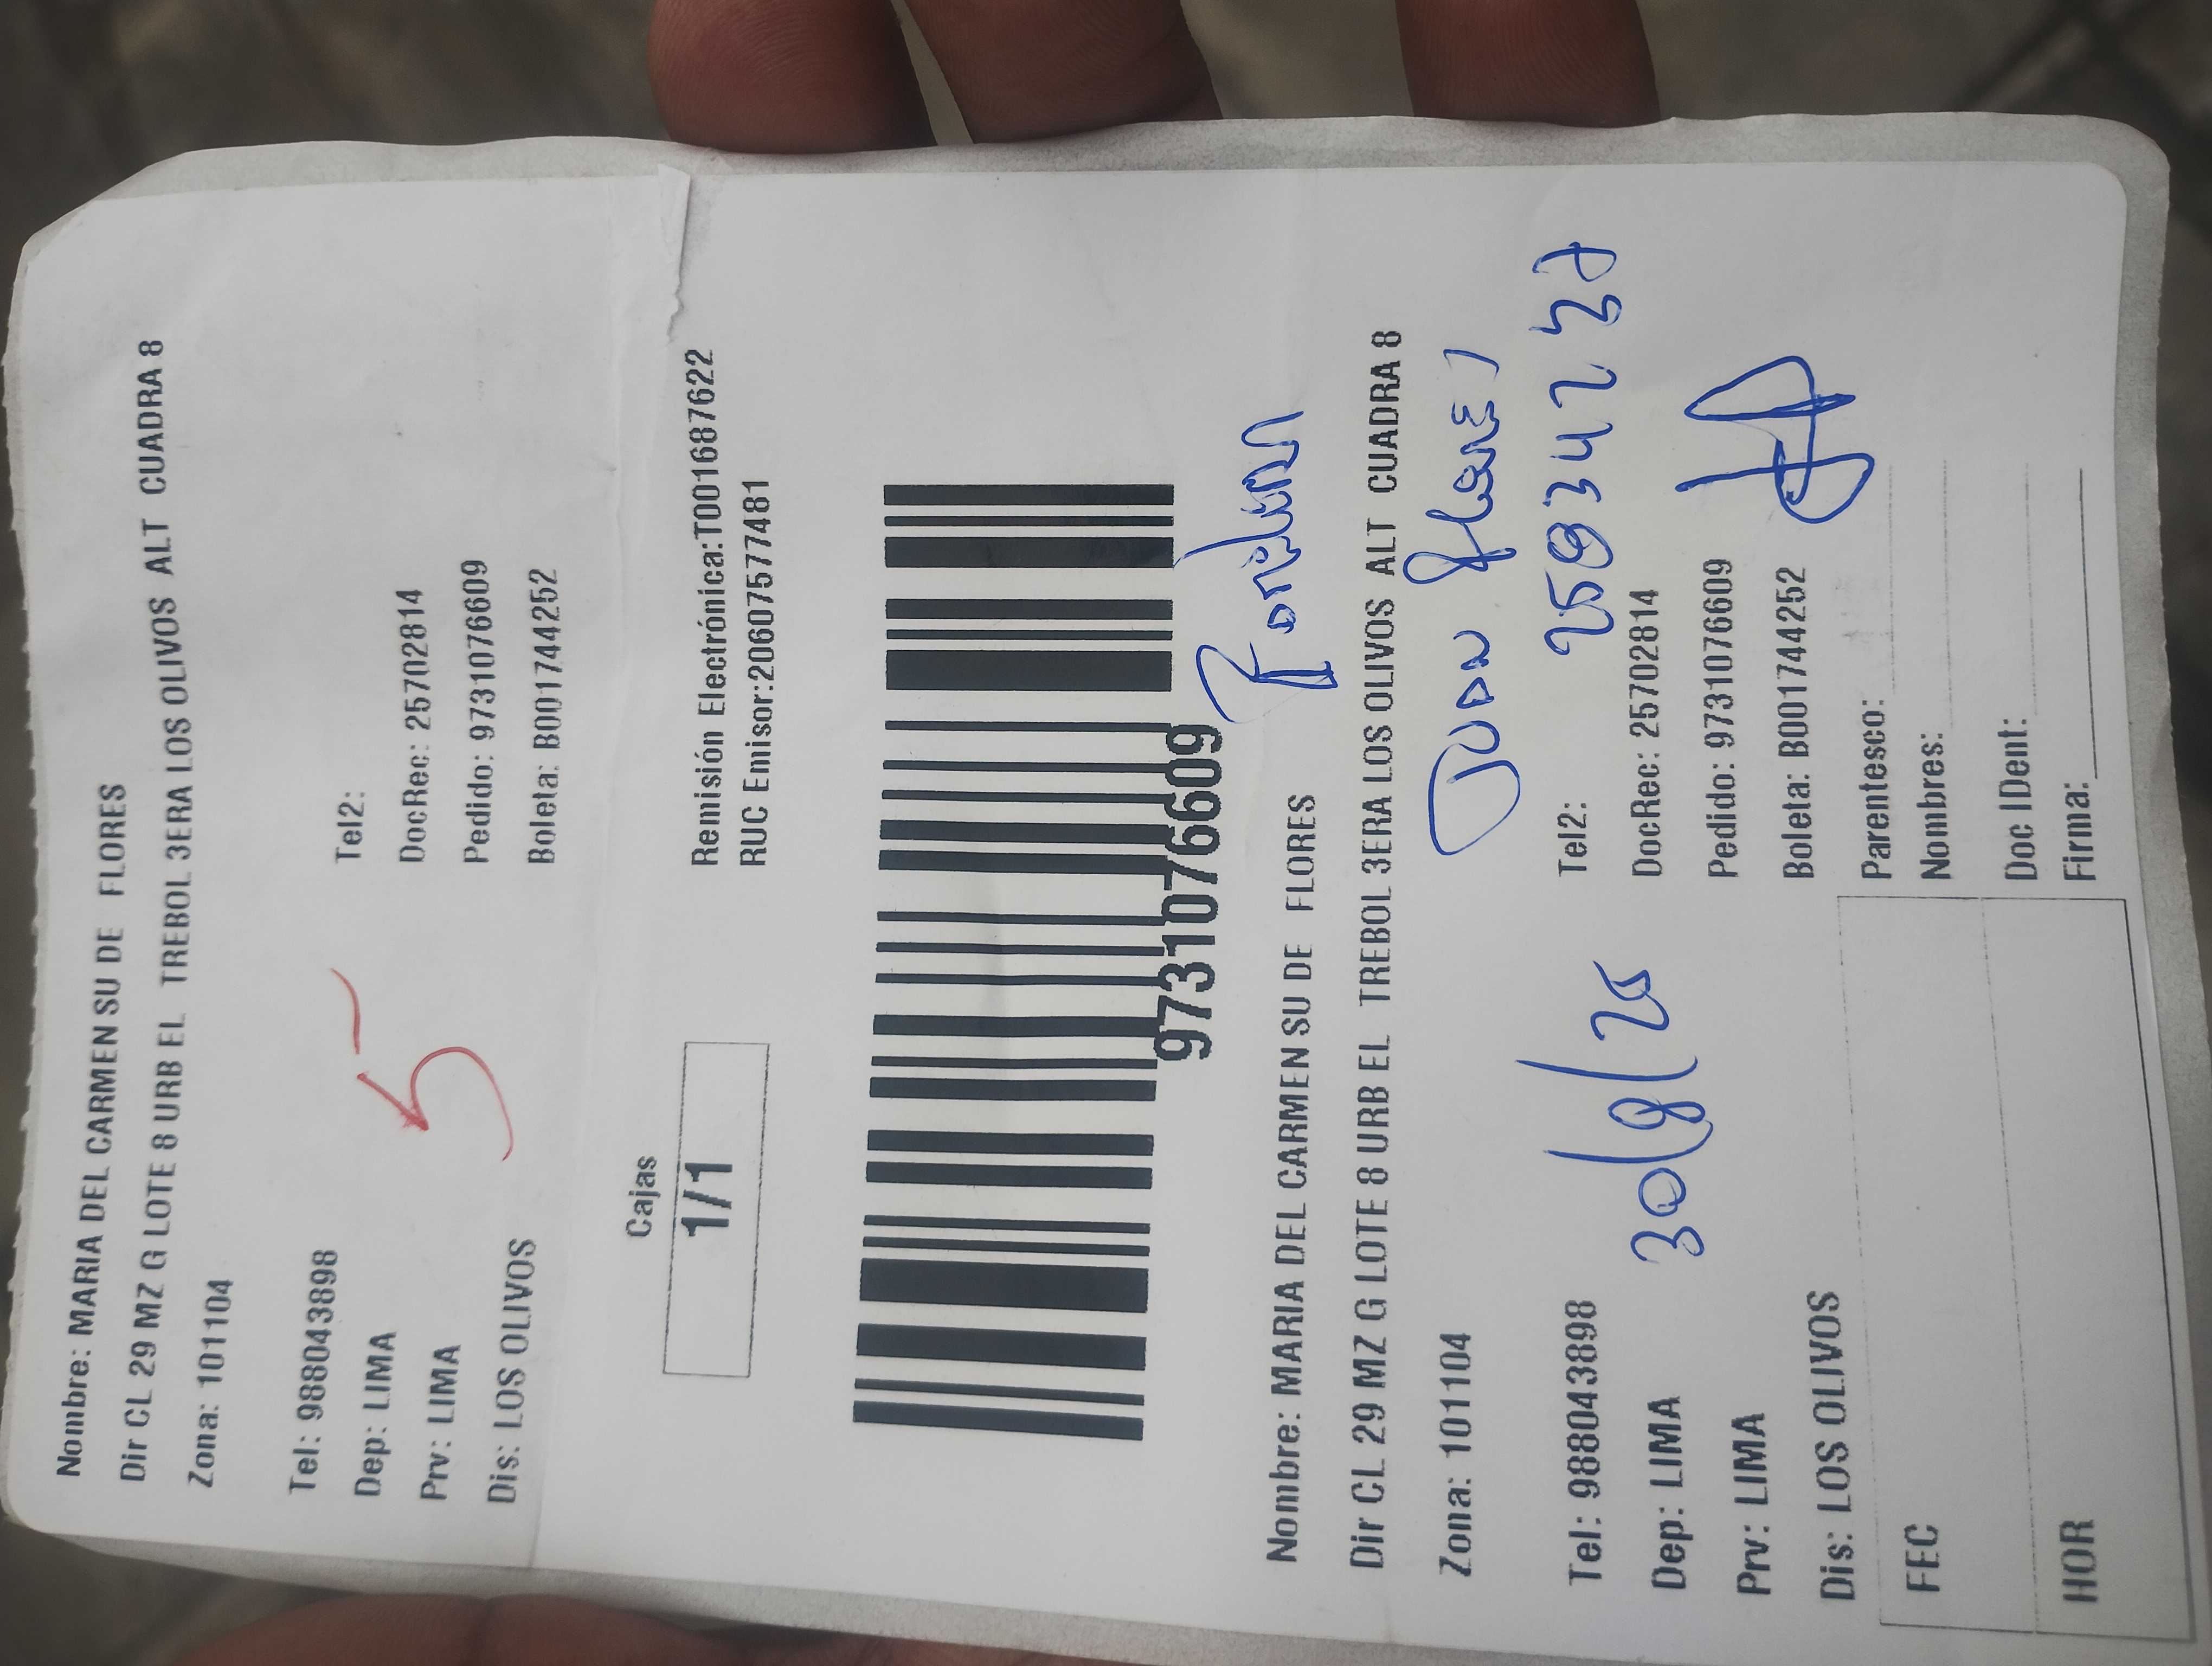 Nombre: MARIA DEL CARMEN SU DE FLORES
Dir CL 29 MZ G LOTE 8 URB EL TREBOL 3ERA LOS OLIVOS ALT CUADRA 8
Zona: 101104
Tel: 988043898
Tel2:
Dep: LIMA
DocRec: 25702814
Prv: LIMA
Pedido: 9731076609
Dis: LOS OLIVOS
Boleta: B001744252
5
Cajas
1/1
Remisión Electrónica:T001687622
RUC Emisor:20607577481
9731076609
Nombre: MARIA DEL CARMEN SU DE FLORES
Dir CL 29 MZ G LOTE 8 URB EL TREBOL 3ERA LOS OLIVOS ALT CUADRA 8
Zona: 101104
Juan Flores
Tel: 988043898
Tel2:
Dep: LIMA
30/9/25
DocRec: 25702814
Prv: LIMA
Pedido: 9731076609
Dis: LOS OLIVOS
Boleta: B001744252
FEC
Parentesco:
Nombres:
HOR
Doc IDent:
Firma: